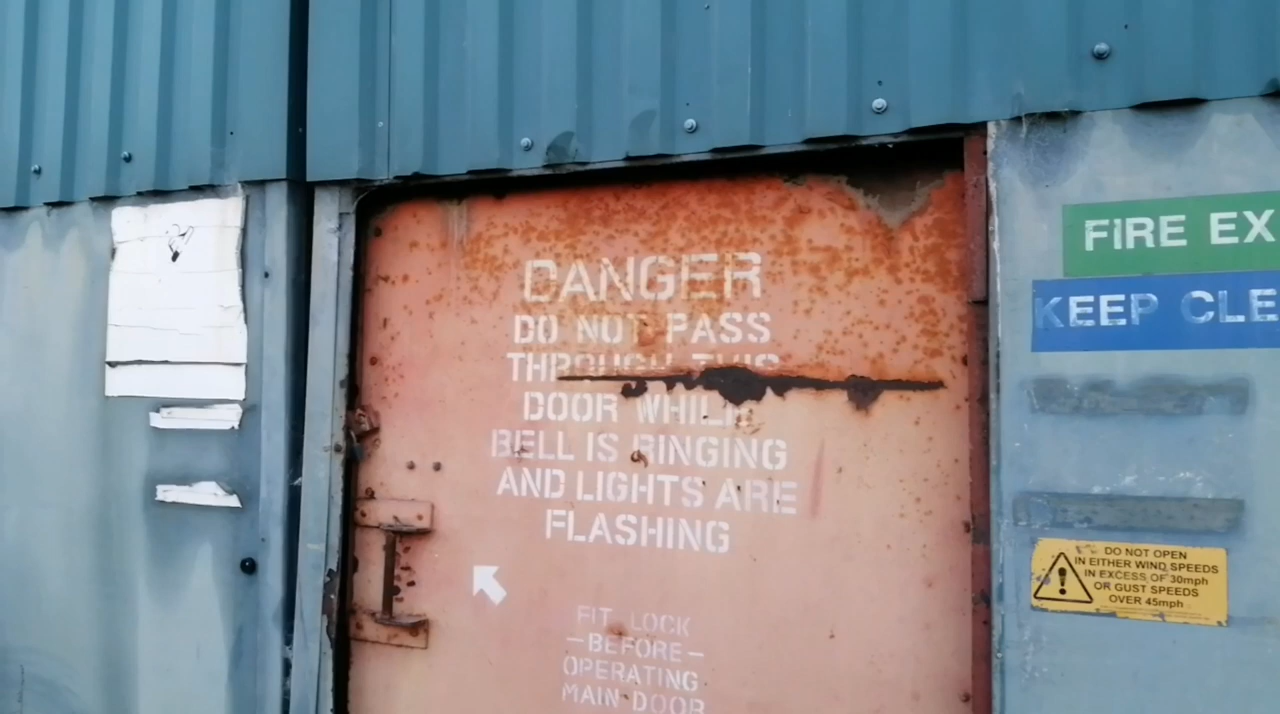 DANGER
DO NOT PASS
THROUGH THIS
DOOR WHILE
BELL IS RINGING
AND LIGHTS ARE
FLASHING
FIT LOCK
-BEFORE-
OPERATING
MAIN DOOR
FIRE EX
KEEP CLE
DO NOT OPEN
IN EITHER WIND SPEEDS
IN EXCESS OF 30mph
OR GUST SPEEDS
OVER 45mph